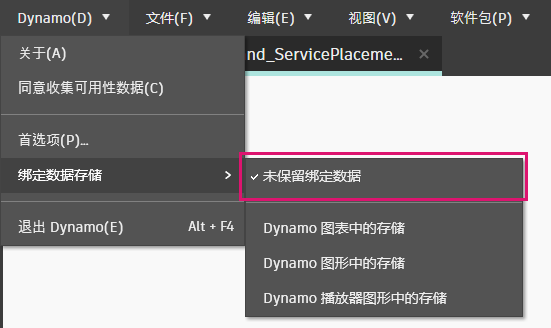 Dynamo(D) 文件(F) 编辑(E) 视图(V) 软件包(P)
nd_ServicePlaceme...
关于(A)
同意收集可用性数据(C)
首选项(P)...
绑定数据存储
未保留绑定数据
退出 Dynamo(E) Alt + F4
Dynamo 图表中的存储
Dynamo 图形中的存储
Dynamo 播放器图形中的存储